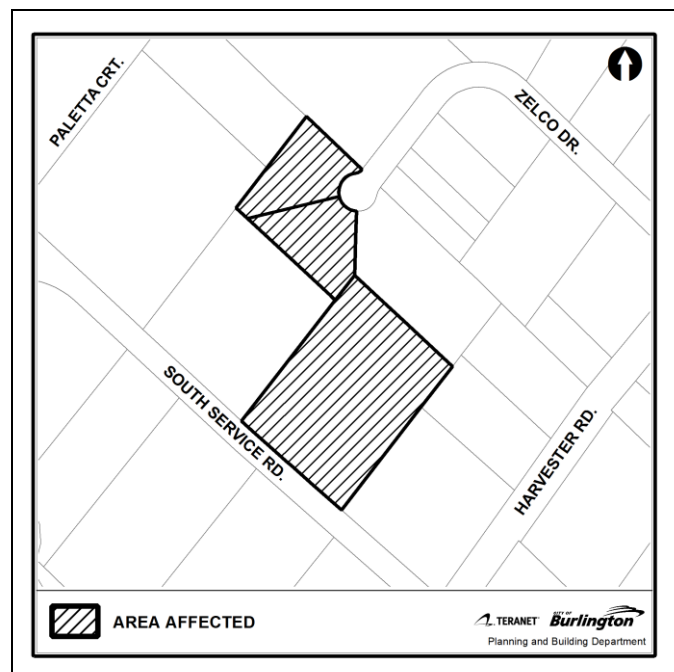 PALETTA CRT.
ZELCO DR.
SOUTH SERVICE RD.
HARVESTER RD.
AREA AFFECTED
TERANET
CITY OF
Burlington
Planning and Building Department